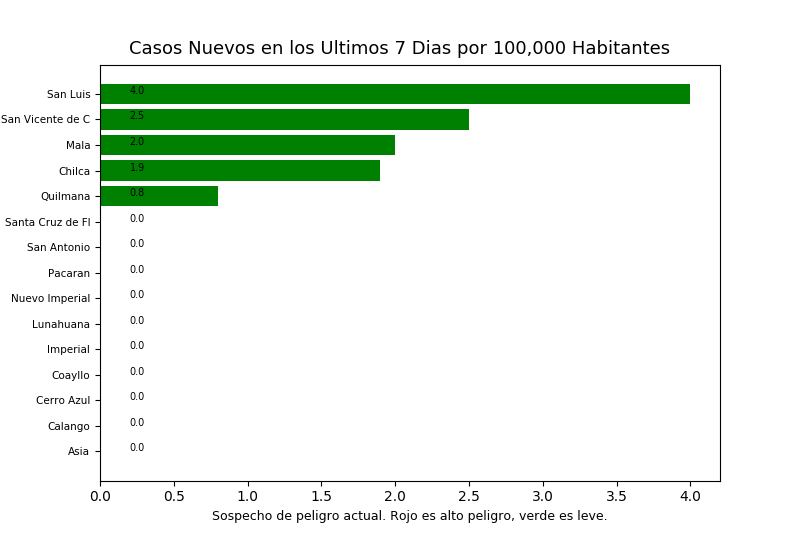 Casos Nuevos en los Ultimos 7 Dias por 100,000 Habitantes
San Luis 4.0
San Vicente de C 2.5
Mala 2.0
Chilca 1.9
Quilmana 0.8
Santa Cruz de Fl 0.0
San Antonio 0.0
Pacaran 0.0
Nuevo Imperial 0.0
Lunahuana 0.0
Imperial 0.0
Coayllo 0.0
Cerro Azul 0.0
Calango 0.0
Asia 0.0
0.0 0.5 1.0 1.5 2.0 2.5 3.0 3.5 4.0
Sospecho de peligro actual. Rojo es alto peligro, verde es leve.